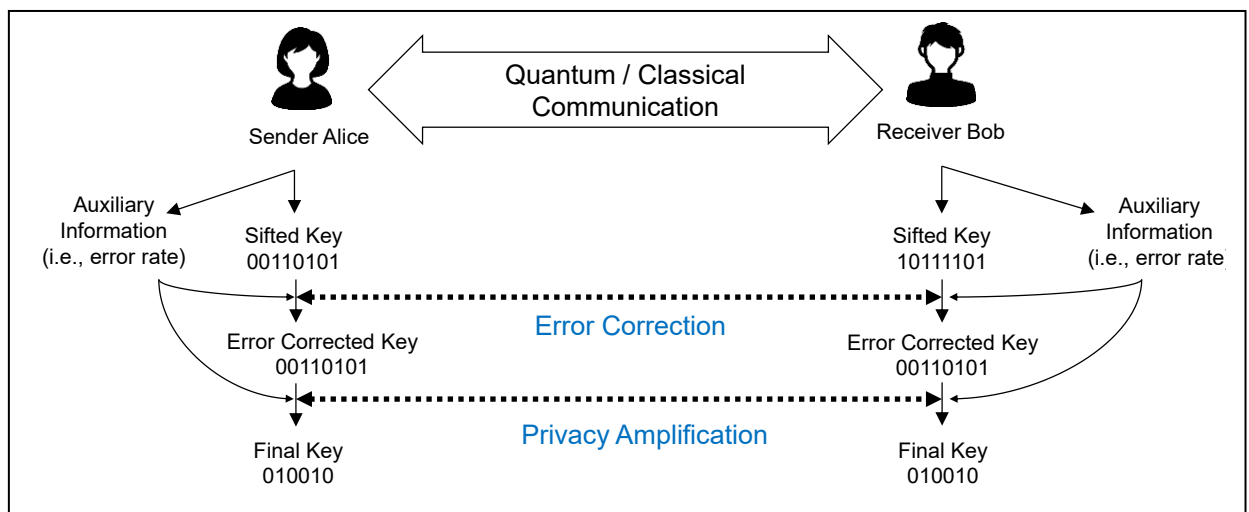 Quantum / Classical
Communication
Sender Alice
Receiver Bob
Auxiliary
Information
(i.e., error rate)
Sifted Key
00110101
Sifted Key
10111101
Auxiliary
Information
(i.e., error rate)
Error Correction
Error Corrected Key
00110101
Error Corrected Key
00110101
Privacy Amplification
Final Key
010010
Final Key
010010